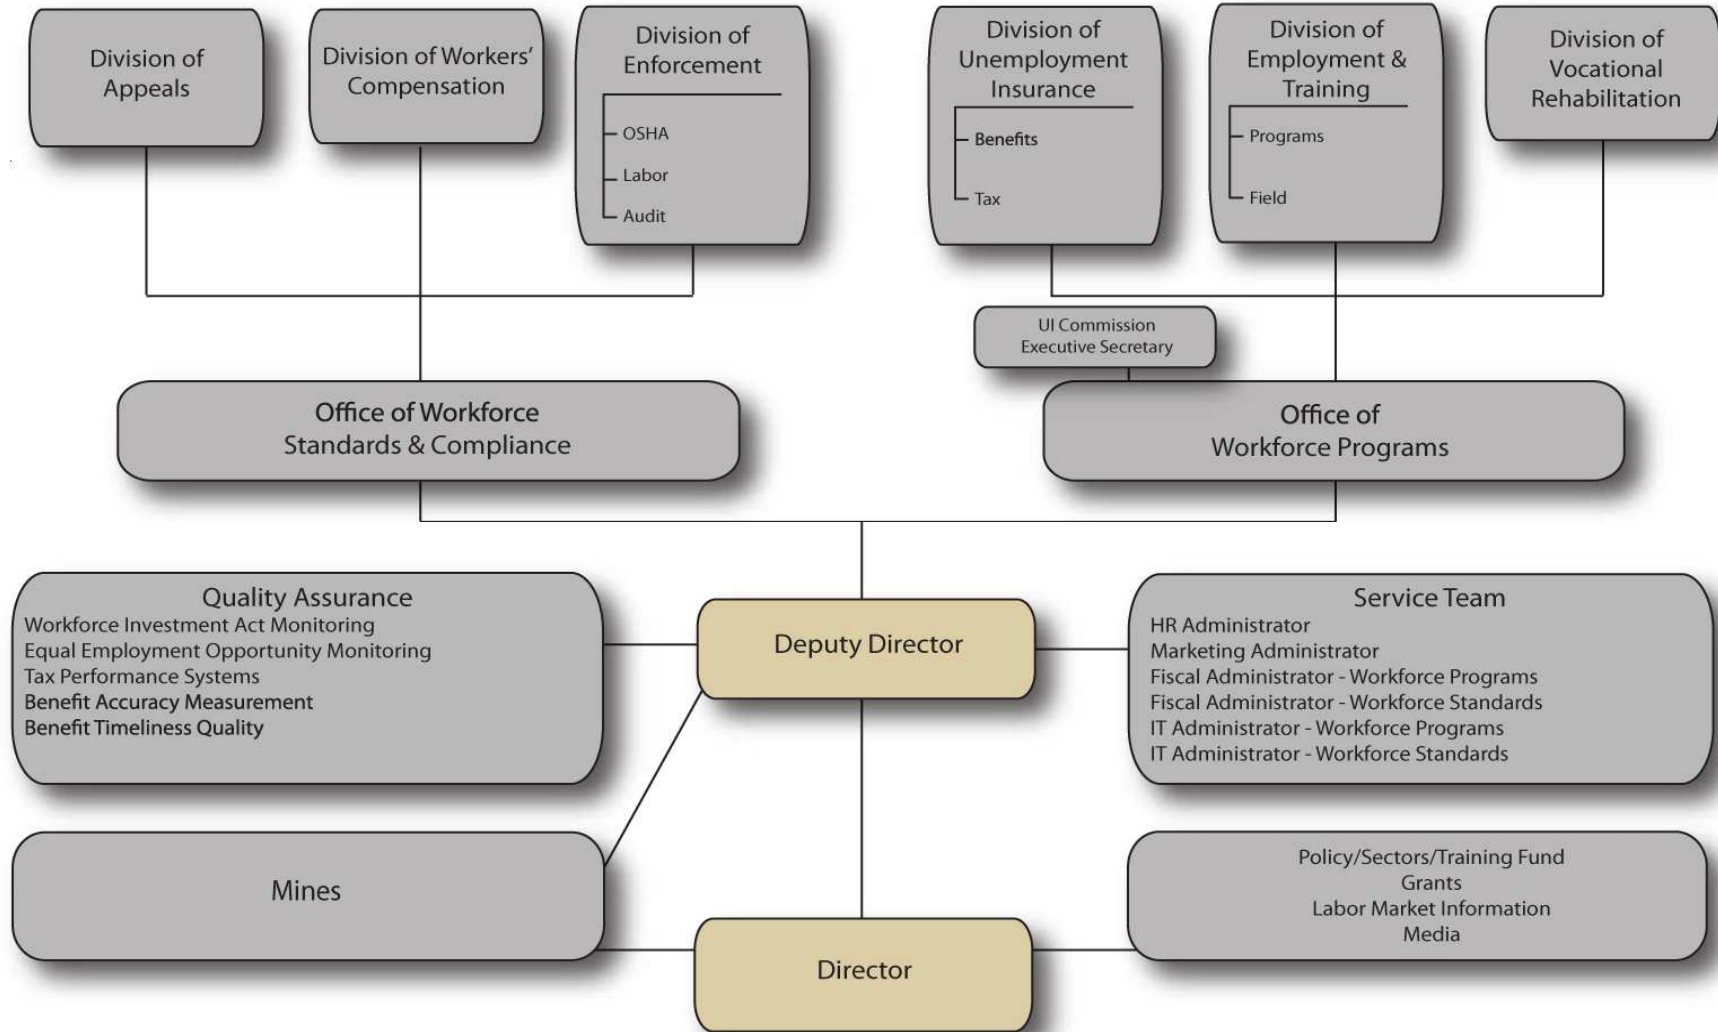 Division of
Appeals
Division of Workers'
Compensation
Division of
Enforcement
OSHA
Labor
Audit
Division of
Unemployment
Insurance
Benefits
Tax
Division of
Employment &
Training
Programs
Field
Division of
Vocational
Rehabilitation
UI Commission
Executive Secretary
Office of Workforce
Standards & Compliance
Office of
Workforce Programs
Quality Assurance
Workforce Investment Act Monitoring
Equal Employment Opportunity Monitoring
Tax Performance Systems
Benefit Accuracy Measurement
Benefit Timeliness Quality
Deputy Director
Service Team
HR Administrator
Marketing Administrator
Fiscal Administrator - Workforce Programs
Fiscal Administrator - Workforce Standards
IT Administrator - Workforce Programs
IT Administrator - Workforce Standards
Mines
Director
Policy/Sectors/Training Fund
Grants
Labor Market Information
Media